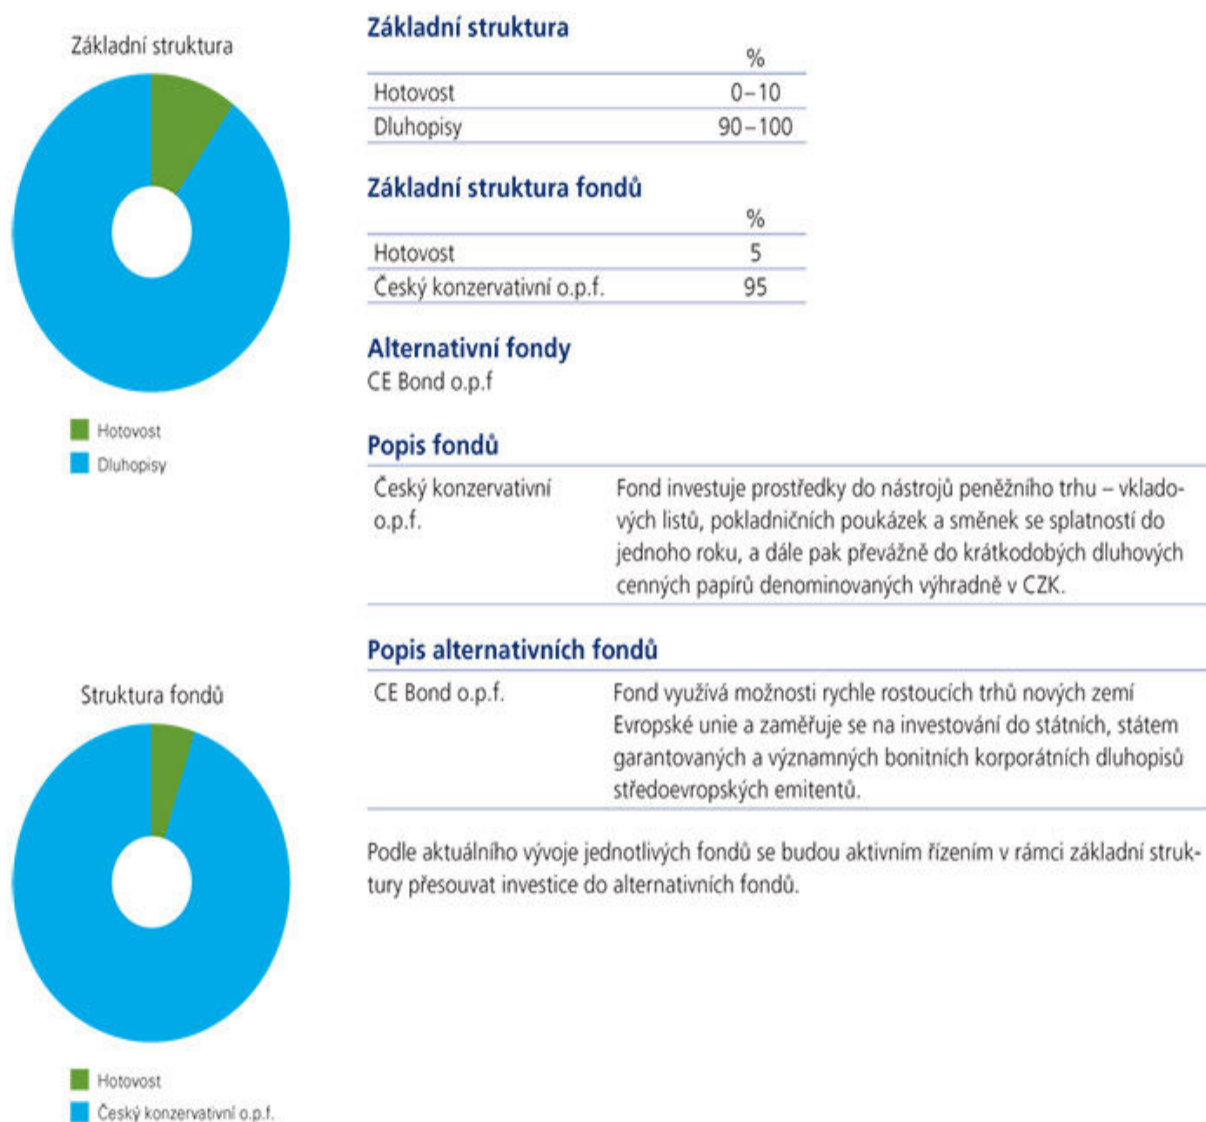 Základní struktura
Hotovost
Dluhopisy
Struktura fondů
Hotovost
Český konzervativní o.p.f.
Základní struktura
%
Hotovost 0–10
Dluhopisy 90–100
Základní struktura fondů
%
Hotovost 5
Český konzervativní o.p.f. 95
Alternativní fondy
CE Bond o.p.f
Popis fondů
Český konzervativní Fond investuje prostředky do nástrojů peněžního trhu – vklado-
o.p.f. vých listů, pokladničních poukázek a směnek se splatností do
jednoho roku, a dále pak převážně do krátkodobých dluhových
cenných papírů denominovaných výhradně v CZK.
Popis alternativních fondů
CE Bond o.p.f. Fond využívá možnosti rychle rostoucích trhů nových zemí
Evropské unie a zaměřuje se na investování do státních, státem
garantovaných a významných bonitních korporátních dluhopisů
středoevropských emitentů.
Podle aktuálního vývoje jednotlivých fondů se budou aktivním řízením v rámci základní struk-
tury přesouvat investice do alternativních fondů.